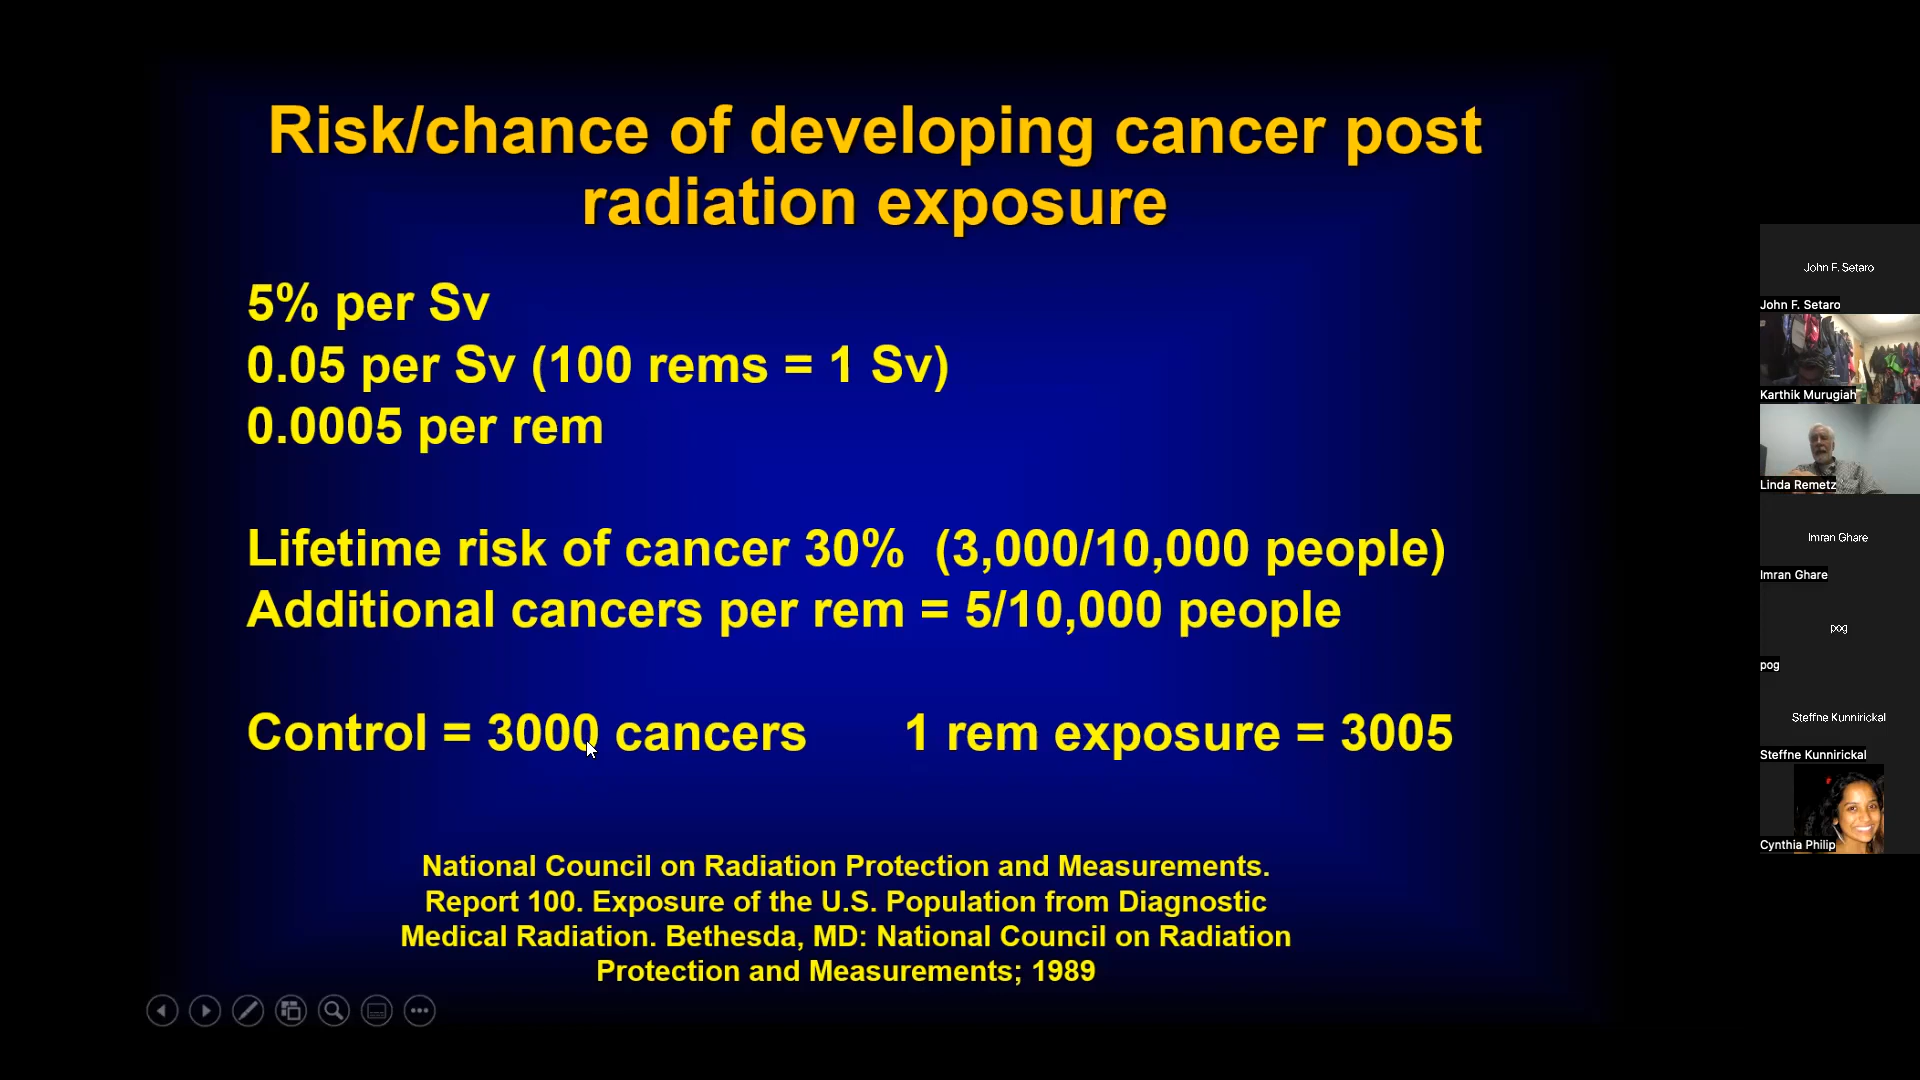 Risk/chance of developing cancer post
radiation exposure
5% per Sv
0.05 per Sv (100 rems = 1 Sv)
0.0005 per rem
Lifetime risk of cancer 30% (3,000/10,000 people)
Additional cancers per rem = 5/10,000 people
Control = 3000 cancers 1 rem exposure = 3005
National Council on Radiation Protection and Measurements.
Report 100. Exposure of the U.S. Population from Diagnostic
Medical Radiation. Bethesda, MD: National Council on Radiation
Protection and Measurements; 1989
John F. Setaro
John F. Setaro
Karthik Murugiah
Linda Remetz
Imran Ghare
Imran Ghare
pog
pog
Steffne Kunnirickal
Steffne Kunnirickal
Cynthia Philip